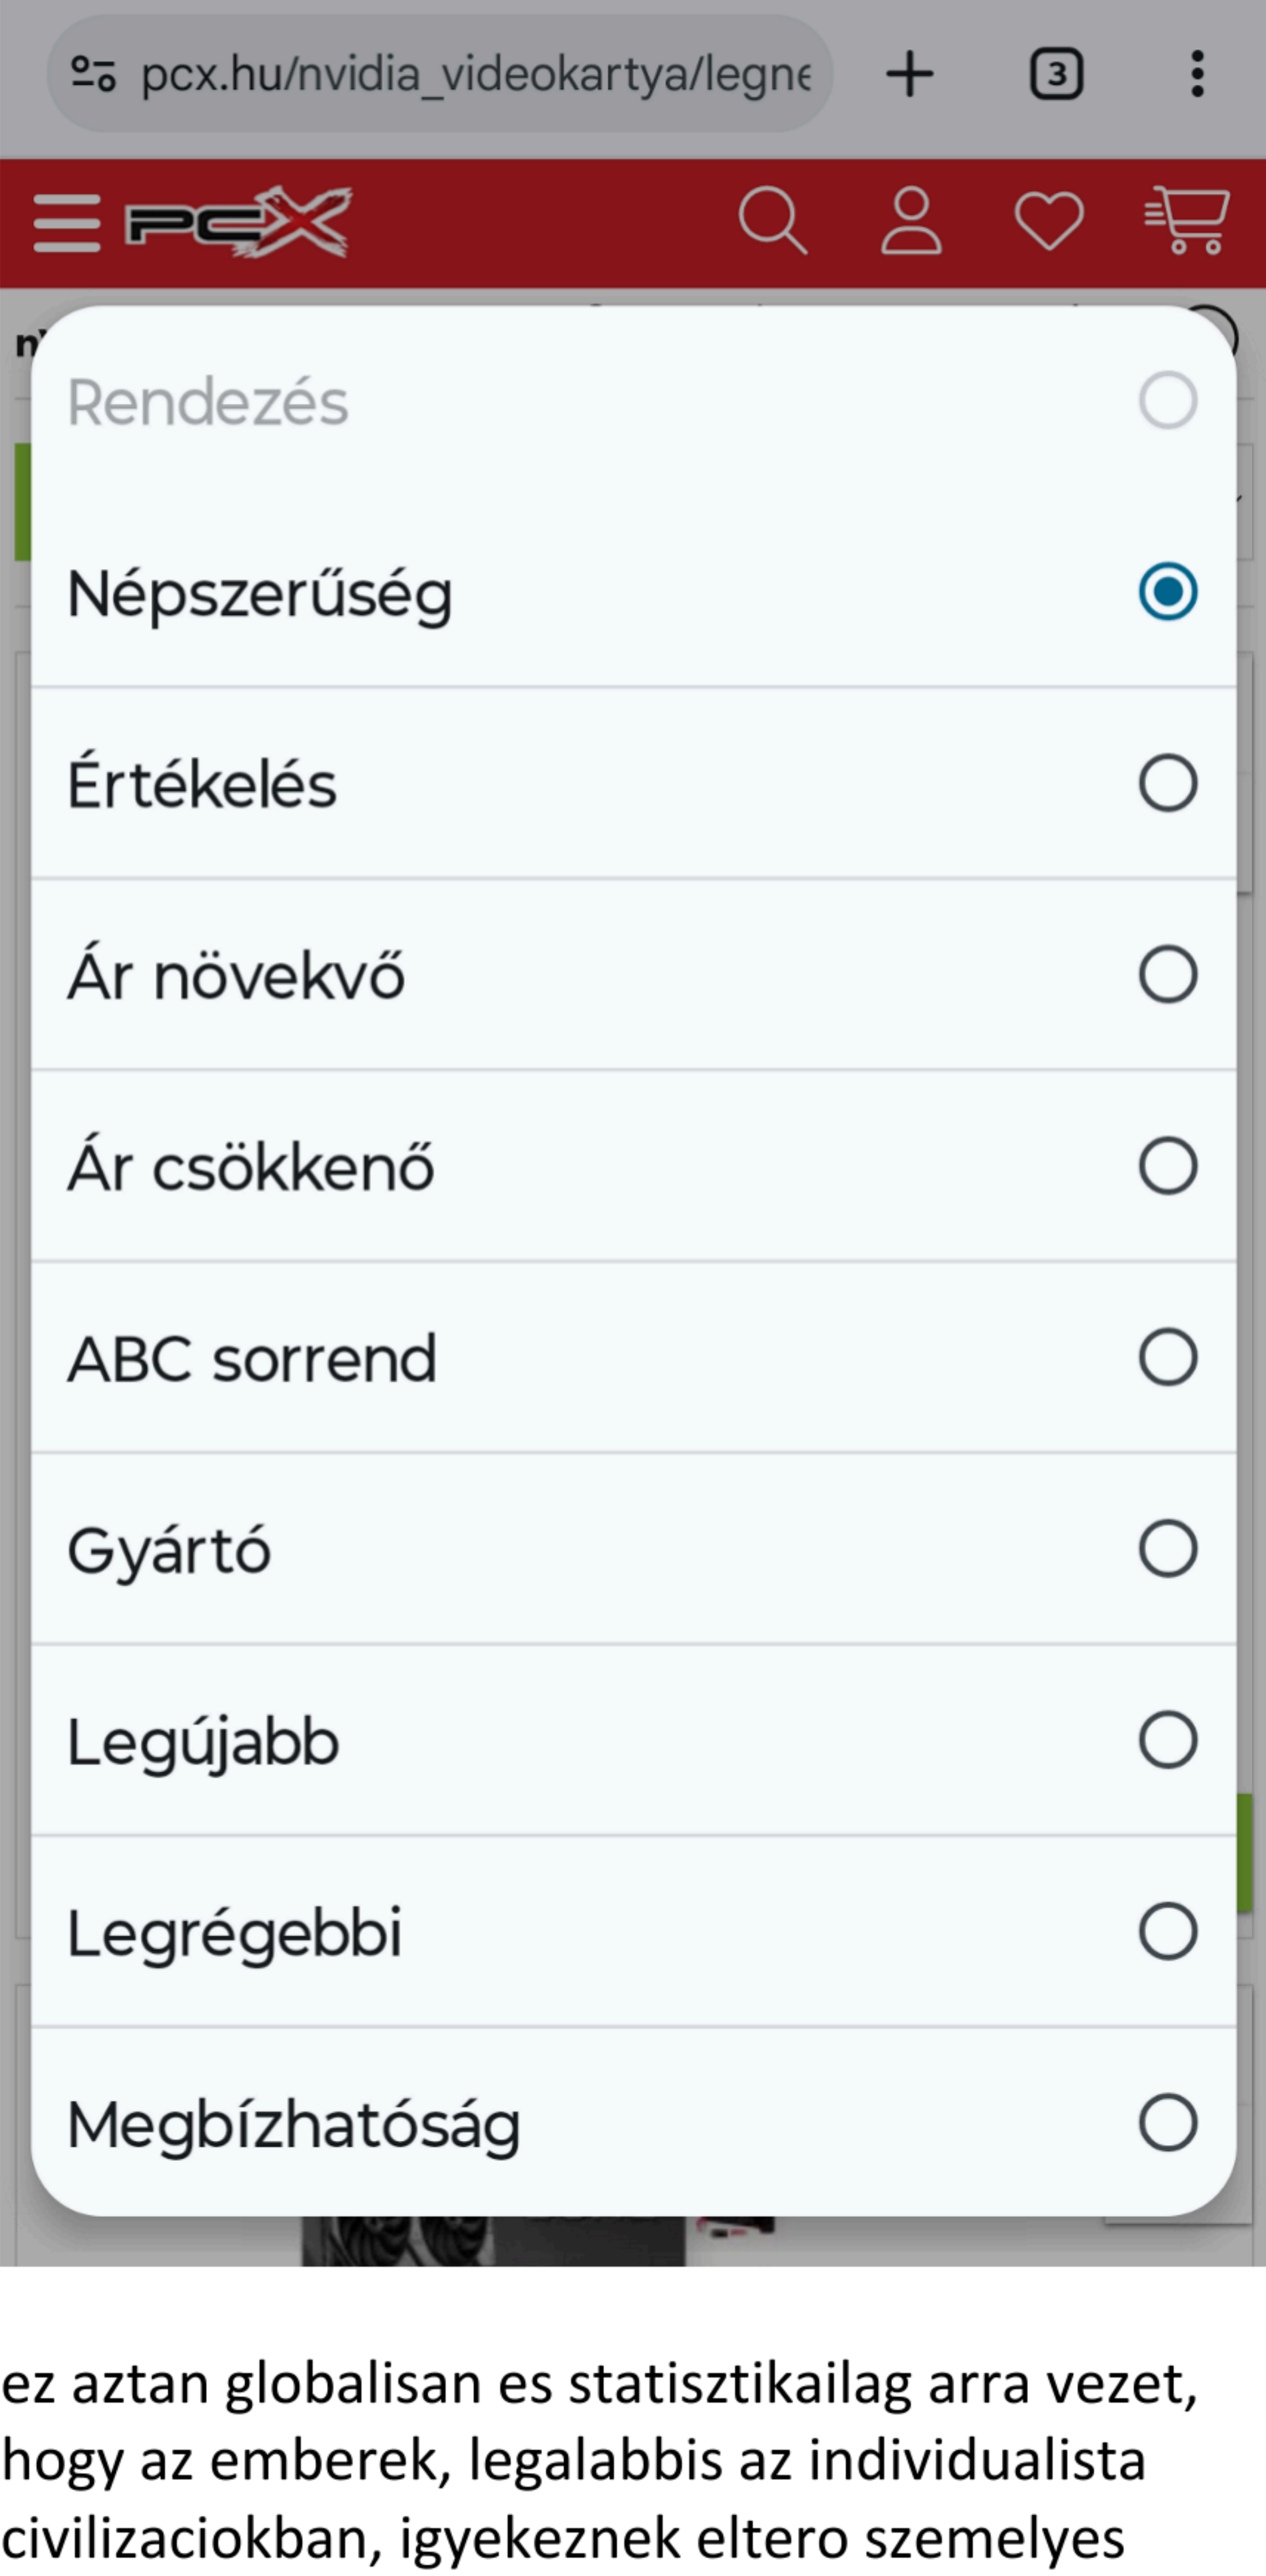 pcx.hu/nvidia_videokartya/legne
3
PCX
Rendezés
Népszerűség
Értékelés
Ár növekvő
Ár csökkenő
ABC sorrend
Gyártó
Legújabb
Legrégebbi
Megbízhatóság
ez aztan globalisan es statisztikailag arra vezet,
hogy az emberek, legalabbis az individualista
civilizaciokban, igyekeznek eltero szemelyes